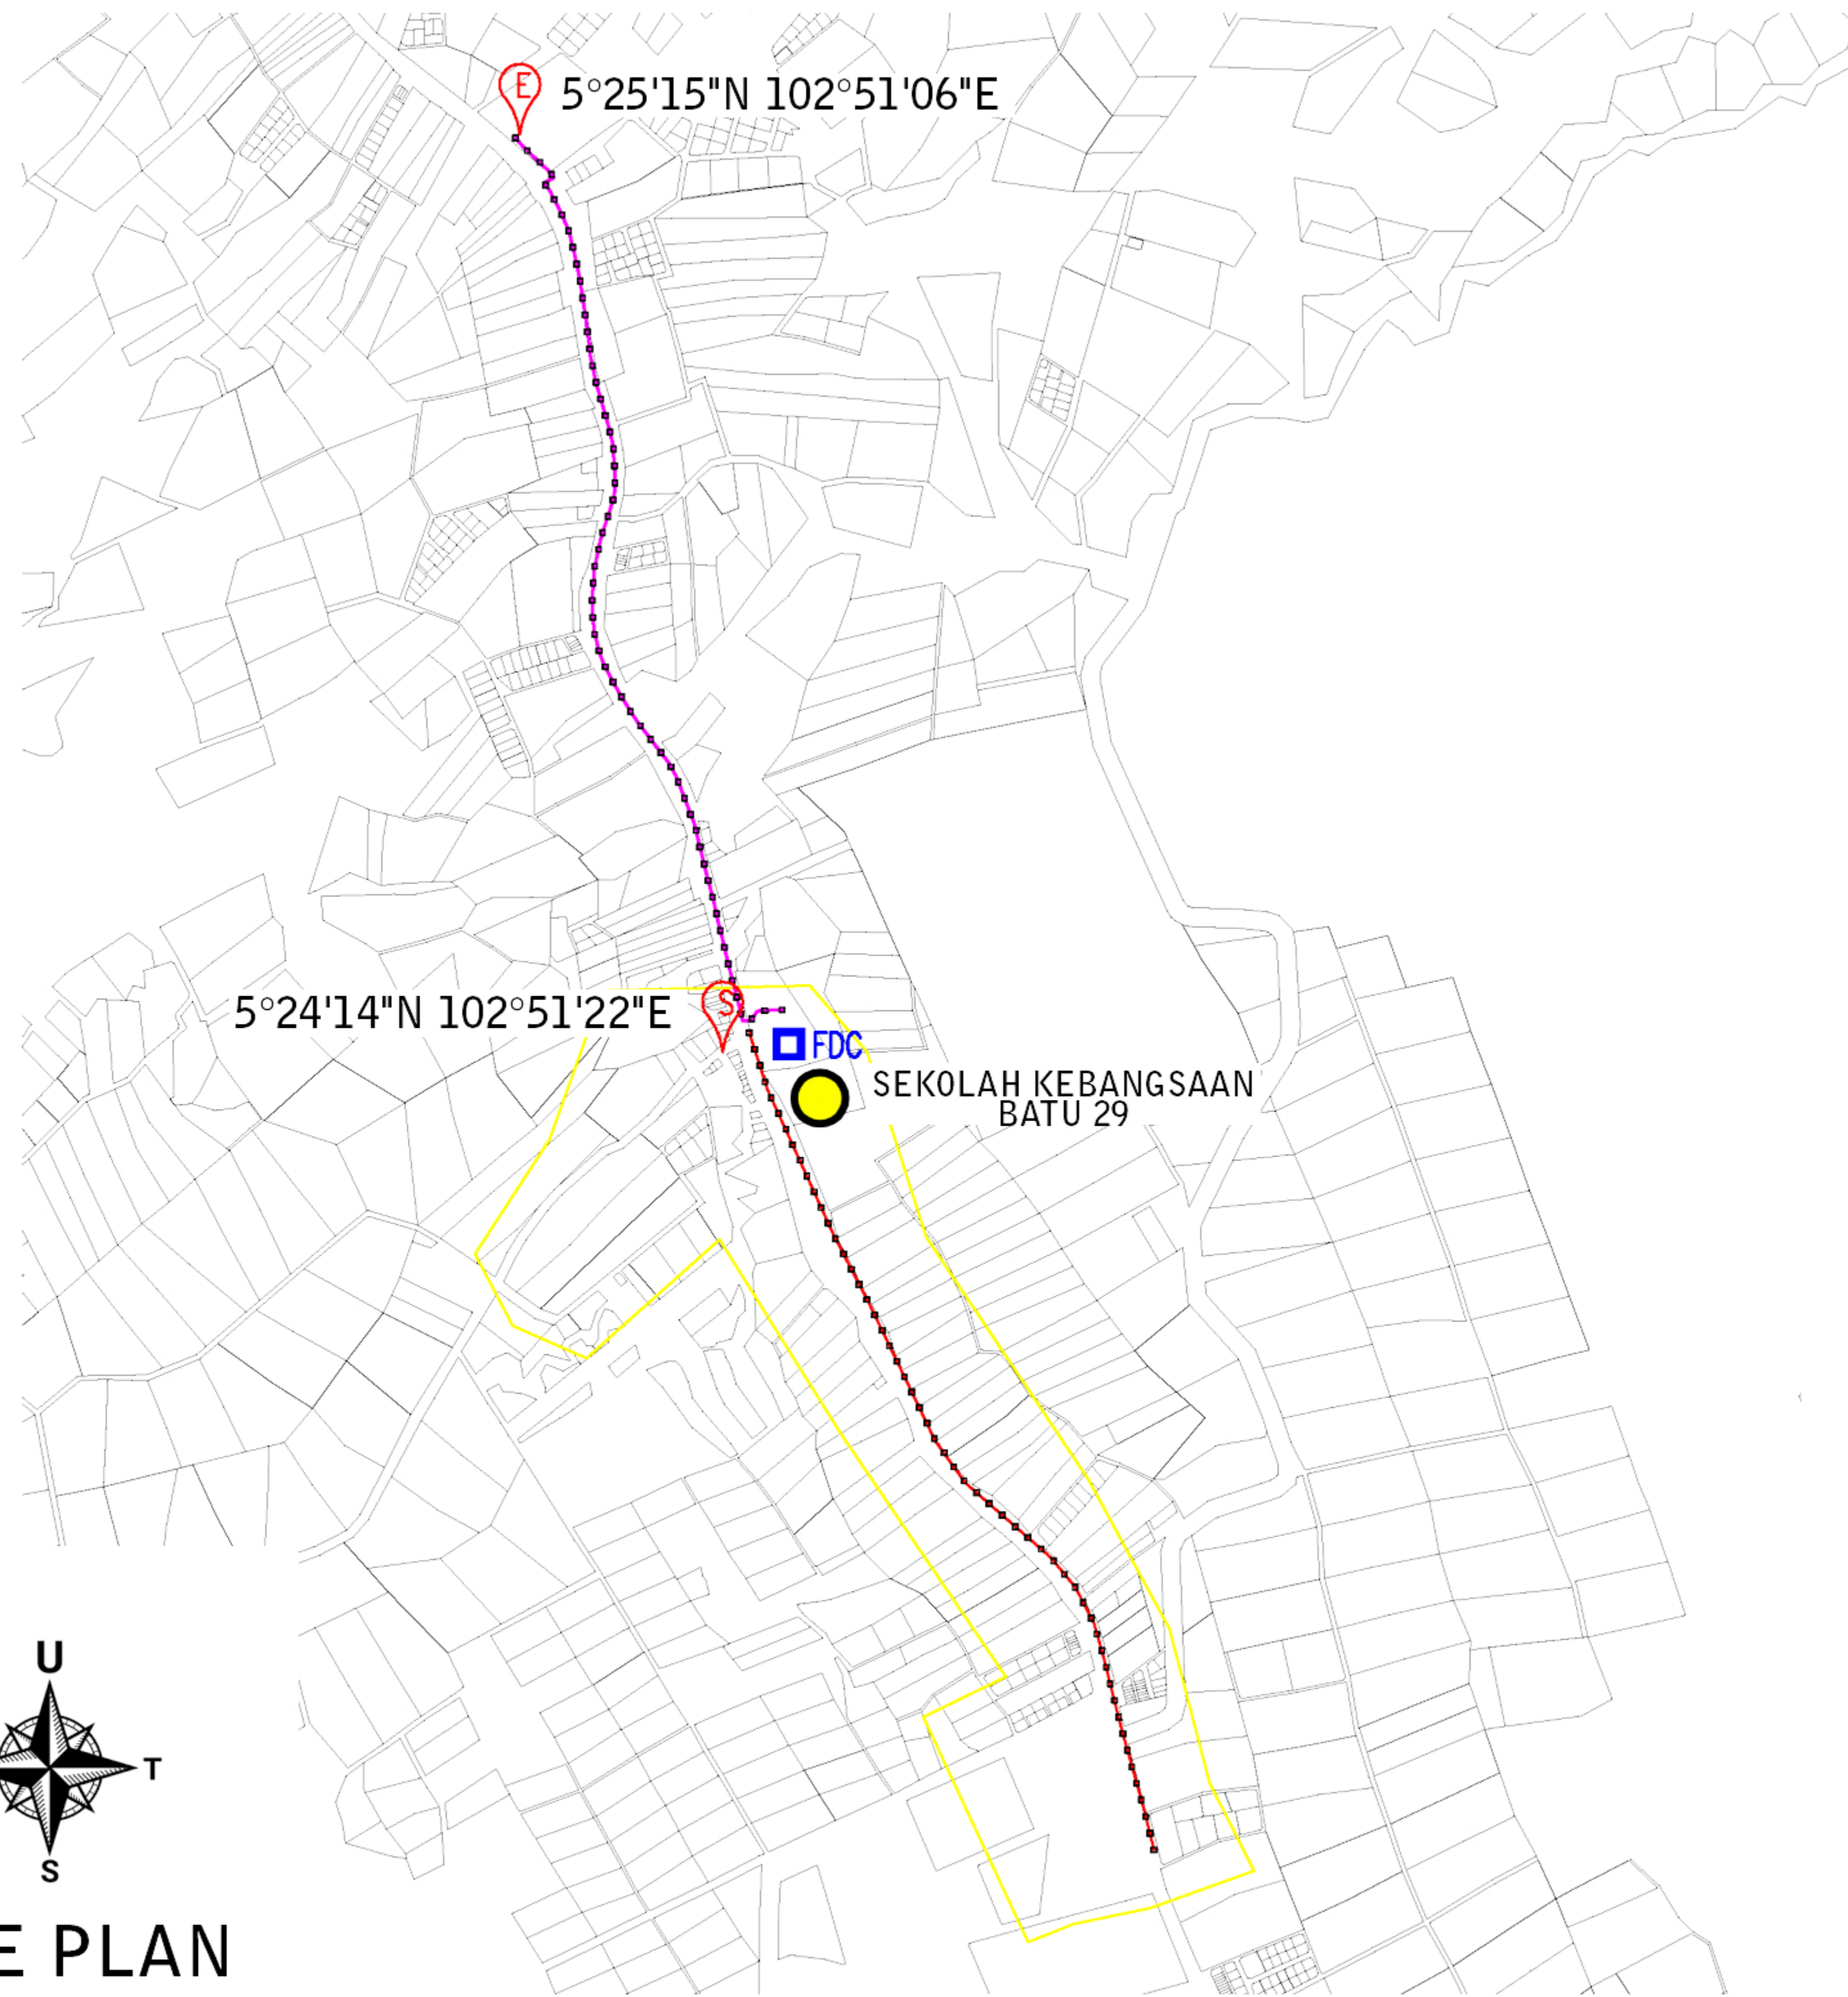 E
5°25'15"N 102°51'06"E
5°24'14"N 102°51'22"E
S
FDC
SEKOLAH KEBANGSAAN
BATU 29
U
T
S
E PLAN